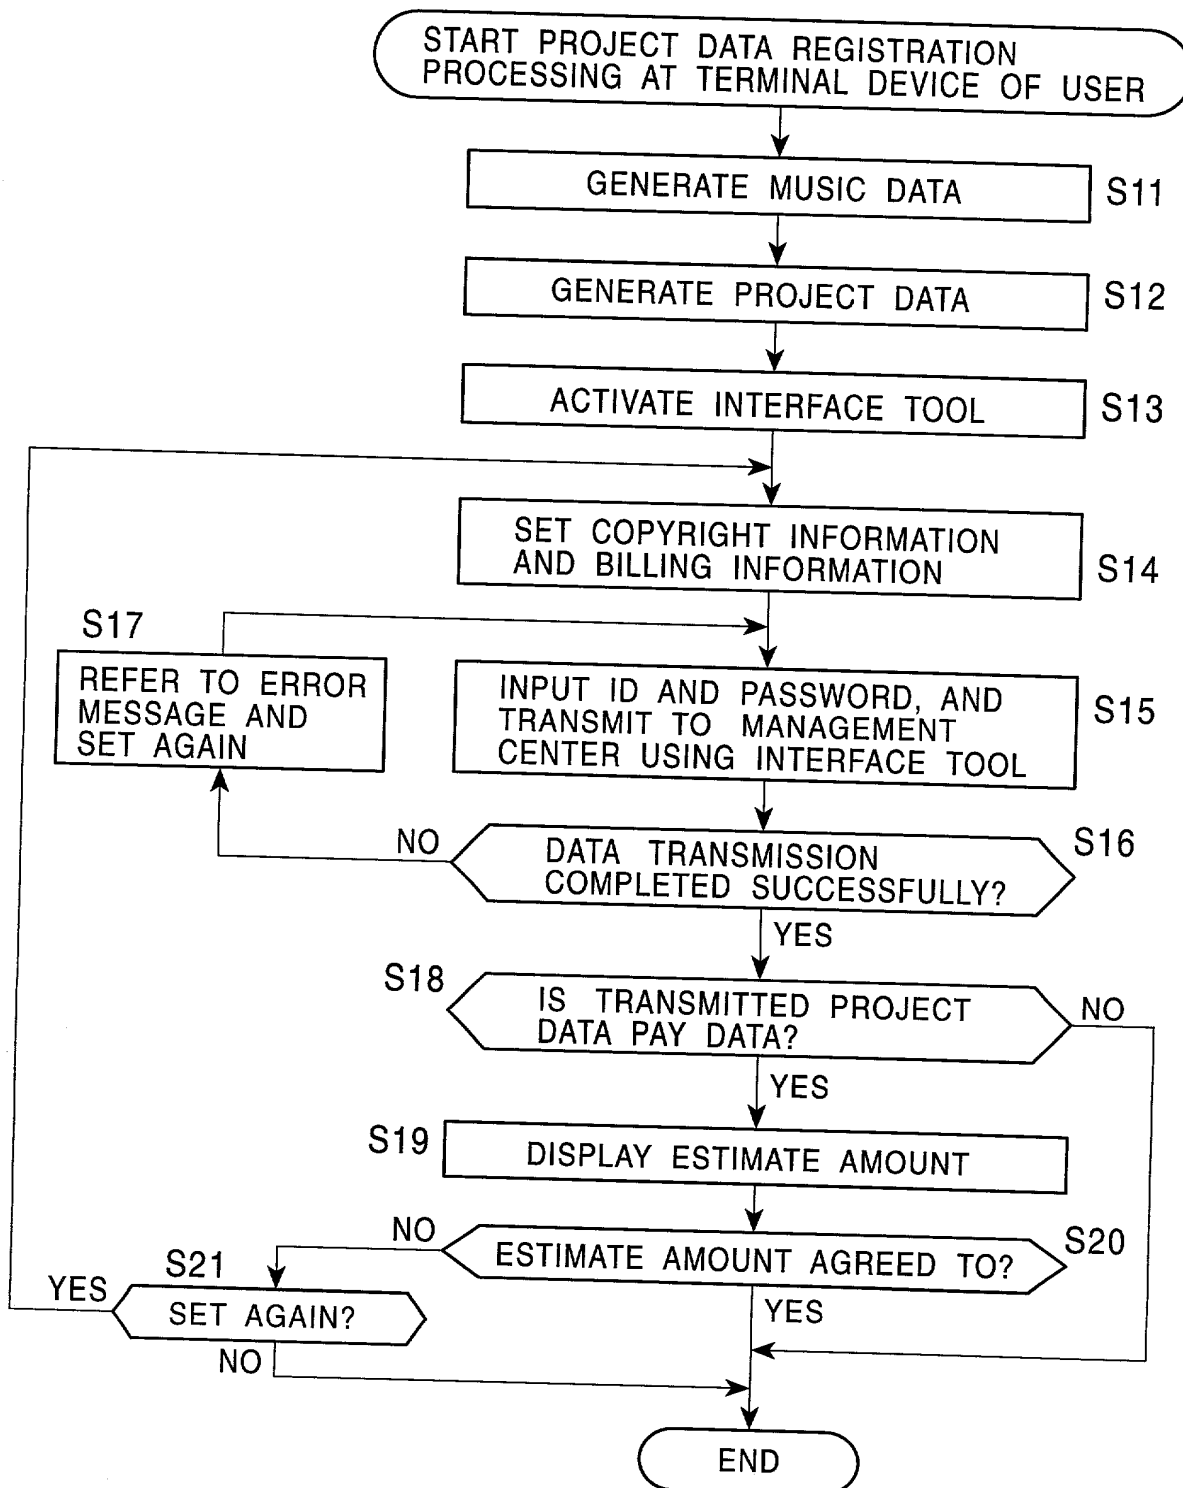 START PROJECT DATA REGISTRATION
PROCESSING AT TERMINAL DEVICE OF USER
GENERATE MUSIC DATA
S11
GENERATE PROJECT DATA
S12
ACTIVATE INTERFACE TOOL
S13
SET COPYRIGHT INFORMATION
AND BILLING INFORMATION
S14
S17
REFER TO ERROR
MESSAGE AND
SET AGAIN
INPUT ID AND PASSWORD, AND
TRANSMIT TO MANAGEMENT
CENTER USING INTERFACE TOOL
S15
NO
DATA TRANSMISSION
COMPLETED SUCCESSFULLY?
S16
YES
S18
IS TRANSMITTED PROJECT
DATA PAY DATA?
NO
YES
S19
DISPLAY ESTIMATE AMOUNT
NO
ESTIMATE AMOUNT AGREED TO?
S20
S21
YES
SET AGAIN?
YES
NO
END